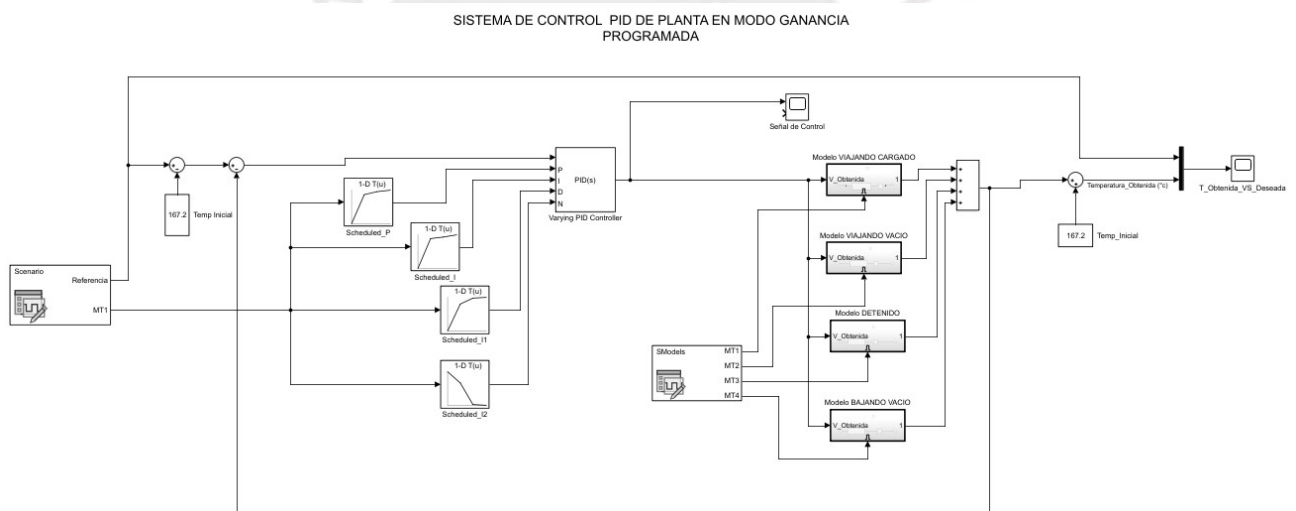 SISTEMA DE CONTROL PID DE PLANTA EN MODO GANANCIA
PROGRAMADA
Señal de Control
Modelo VIAJANDO CARGADO
V_Obtenida
1
1-D T(u)
Scheduled_P
P
I
D
N
PID(s)
Varying PID Controller
167.2
Temp Inicial
Temperatura_Obtenida (°c)
T_Obtenida_VS_Deseada
167.2
Temp_Inicial
1-D T(u)
Scheduled_I
Modelo VIAJANDO VACIO
V_Obtenida
1
Scenario
Referencia
MT1
1-D T(u)
Scheduled_I1
Modelo DETENIDO
V_Obtenida
1
SModels
MT1
MT2
MT3
MT4
1-D T(u)
Scheduled_I2
Modelo BAJANDO VACIO
V_Obtenida
1